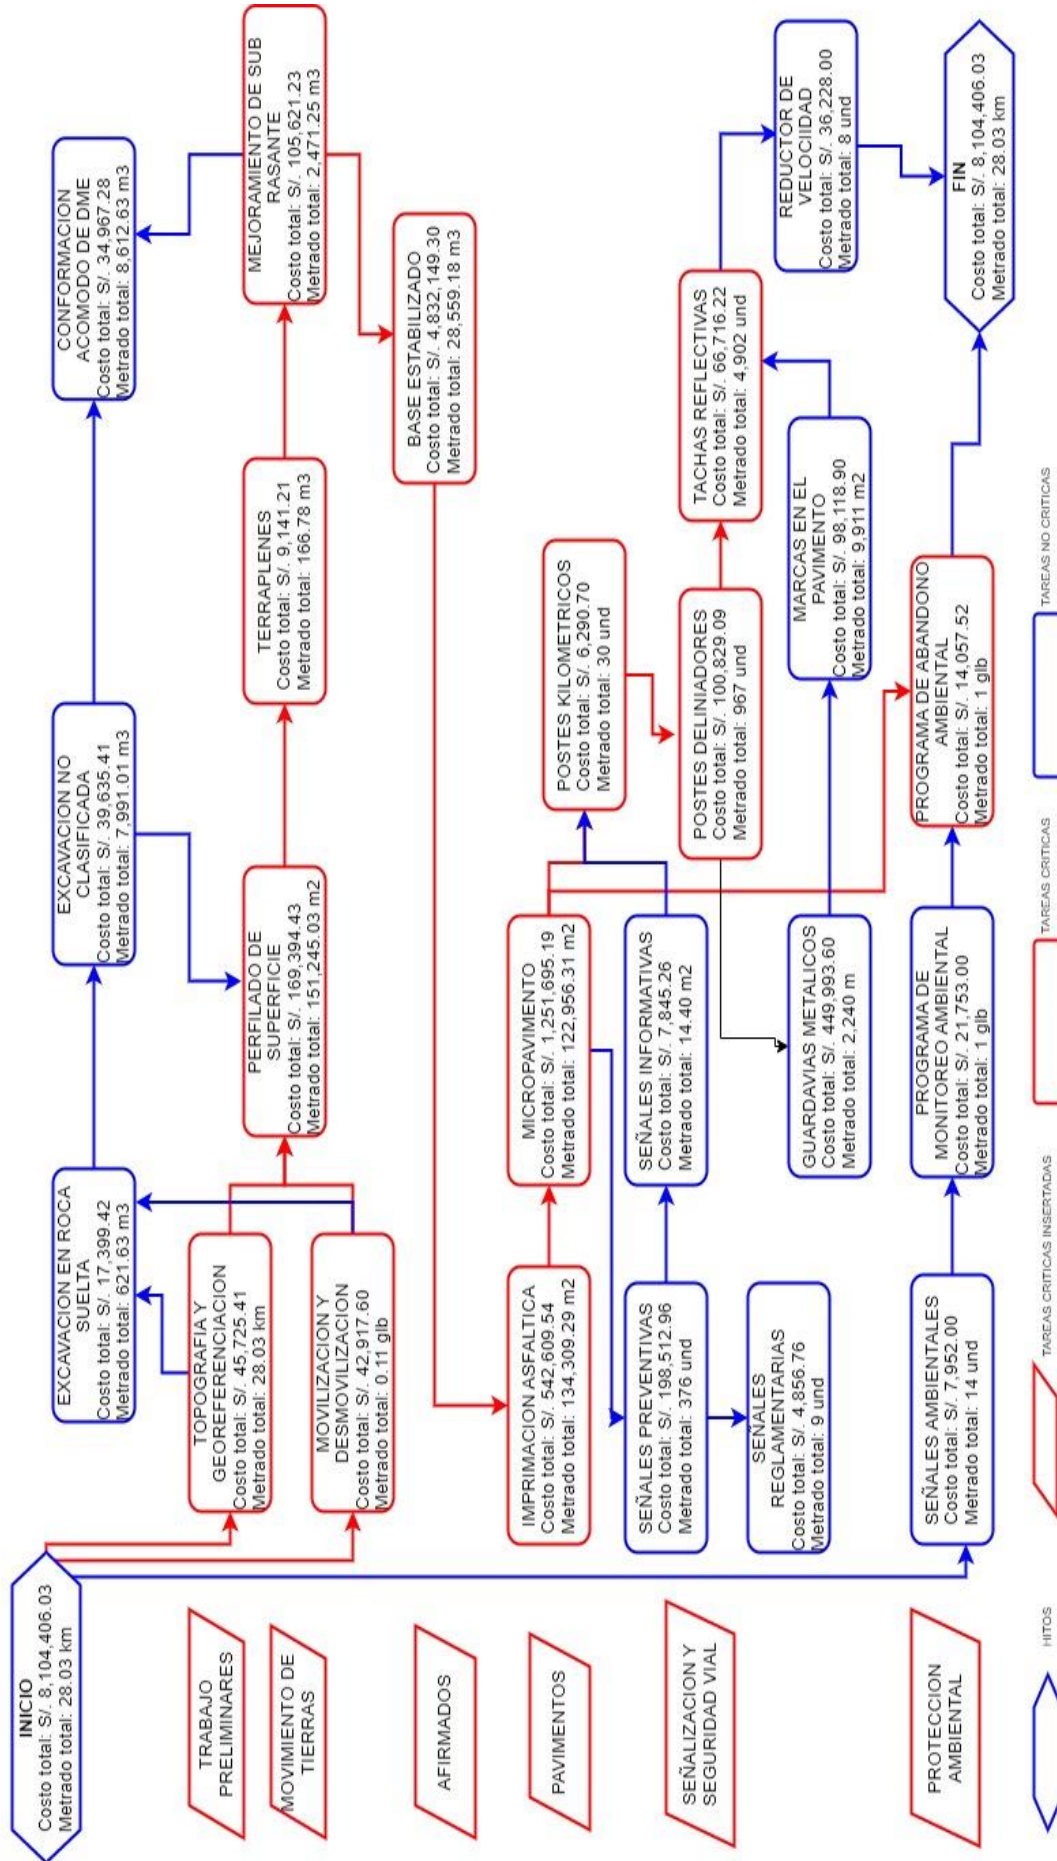 INICIO
Costo total: S/. 8,104,406.03
Metrado total: 28.03 km
EXCAVACION EN ROCA
SUELTA
Costo total: S/. 17,399.42
Metrado total: 621.63 m3
EXCAVACION NO
CLASIFICADA
Costo total: S/. 39,635.41
Metrado total: 7,991.01 m3
CONFORMACION
ACOMODO DE DME
Costo total: S/. 34,967.28
Metrado total: 8,612.63 m3
TRABAJO
PRELIMINARES
TOPOGRAFIA Y
GEOREFERENCIACION
Costo total: S/. 45,725.41
Metrado total: 28.03 km
PERFILADO DE
SUPERFICIE
Costo total: S/. 169,394.43
Metrado total: 151,245.03 m2
TERRAPLENES
Costo total: S/. 9,141.21
Metrado total: 166.78 m3
MEJORAMIENTO DE SUB
RASANTE
Costo total: S/. 105,621.23
Metrado total: 2,471.25 m3
MOVIMIENTO DE
TIERRAS
MOVILIZACION Y
DESMOVILIZACION
Costo total: S/. 42,917.60
Metrado total: 0.11 glb
AFIRMADOS
BASE ESTABILIZADO
Costo total: S/. 4,832,149.30
Metrado total: 28,559.18 m3
PAVIMENTOS
IMPRIMACION ASFALTICA
Costo total: S/. 542,609.54
Metrado total: 134,309.29 m2
MICROPAVIMENTO
Costo total: S/. 1,251,695.19
Metrado total: 122,956.31 m2
POSTES KILOMETRICOS
Costo total: S/. 6,290.70
Metrado total: 30 und
SEÑALIZACION Y
SEGURIDAD VIAL
SEÑALES PREVENTIVAS
Costo total: S/. 198,512.96
Metrado total: 376 und
SEÑALES INFORMATIVAS
Costo total: S/. 7,845.26
Metrado total: 14.40 m2
POSTES DELINIADORES
Costo total: S/. 100,829.09
Metrado total: 967 und
TACHAS REFLECTIVAS
Costo total: S/. 66,716.22
Metrado total: 4,902 und
REDUCTOR DE
VELOCIIDAD
Costo total: S/. 36,228.00
Metrado total: 8 und
SEÑALES
REGLAMENTARIAS
Costo total: S/. 4,856.76
Metrado total: 9 und
GUARDAVIAS METALICOS
Costo total: S/. 449,993.60
Metrado total: 2,240 m
MARCAS EN EL
PAVIMENTO
Costo total: S/. 98,118.90
Metrado total: 9,911 m2
PROTECCION
AMBIENTAL
SEÑALES AMBIENTALES
Costo total: S/. 7,952.00
Metrado total: 14 und
PROGRAMA DE
MONITOREO AMBIENTAL
Costo total: S/. 21,753.00
Metrado total: 1 glb
PROGRAMA DE ABANDONO
AMBIENTAL
Costo total: S/. 14,057.52
Metrado total: 1 glb
FIN
Costo total: S/. 8,104,406.03
Metrado total: 28.03 km
HITOS
TAREAS CRITICAS INSERTADAS
TAREAS CRITICAS
TAREAS NO CRITICAS